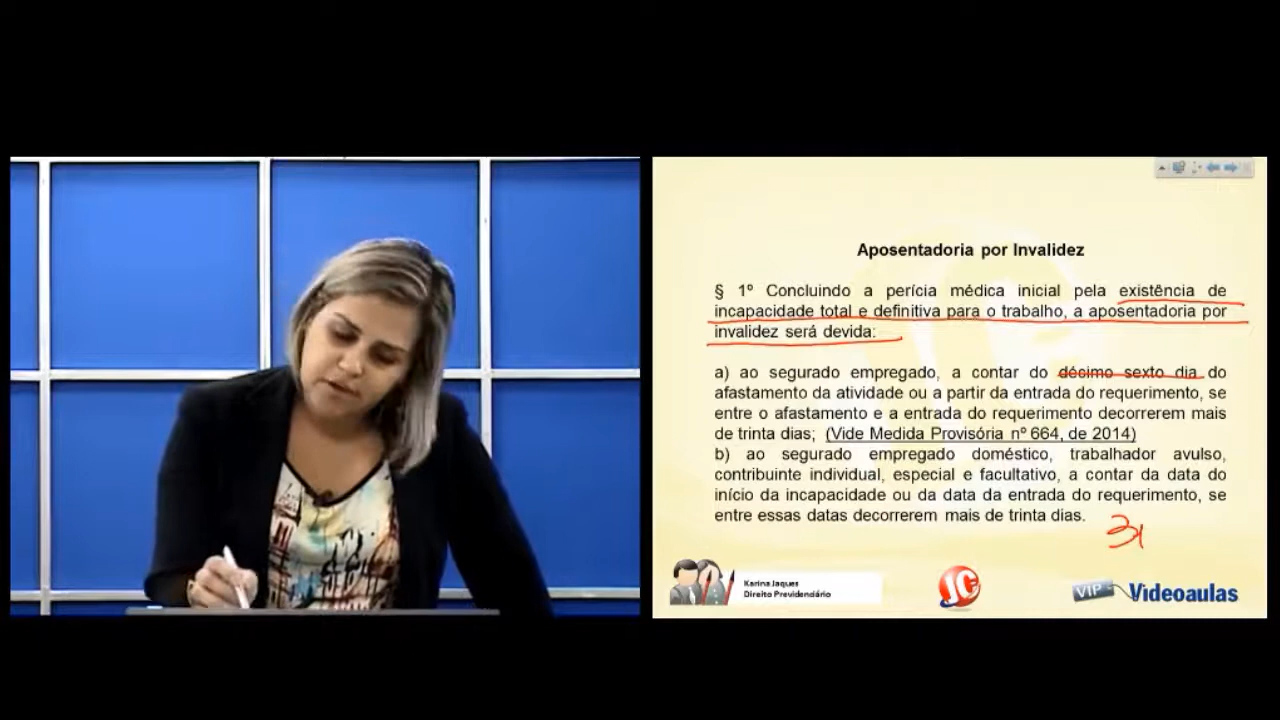 Aposentadoria por Invalidez
§ 1º Concluindo a perícia médica inicial pela existência de
incapacidade total e definitiva para o trabalho, a aposentadoria por
invalidez será devida:
a) ao segurado empregado, a contar do décimo sexto dia do
afastamento da atividade ou a partir da entrada do requerimento, se
entre o afastamento e a entrada do requerimento decorrerem mais
de trinta dias; (Vide Medida Provisória nº 664, de 2014)
b) ao segurado empregado doméstico, trabalhador avulso,
contribuinte individual, especial e facultativo, a contar da data do
início da incapacidade ou da data da entrada do requerimento, se
entre essas datas decorrerem mais de trinta dias.
Karina Jaques
Direito Previdenciário
JC
VIP Videoaulas